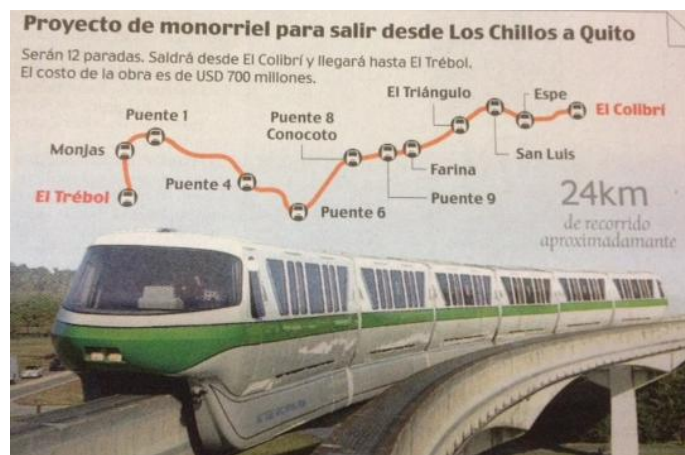 Proyecto de monorriel para salir desde Los Chillos a Quito
Serán 12 paradas. Saldrá desde El Colibrí y llegará hasta El Trébol.
El costo de la obra es de USD 700 millones.
El Triángulo
Espe
El Colibrí
Puente 1
Puente 8
Conocoto
Monjas
San Luis
Farina
Puente 4
El Trébol
Puente 9
Puente 6
24km
de recorrido
aproximadamante